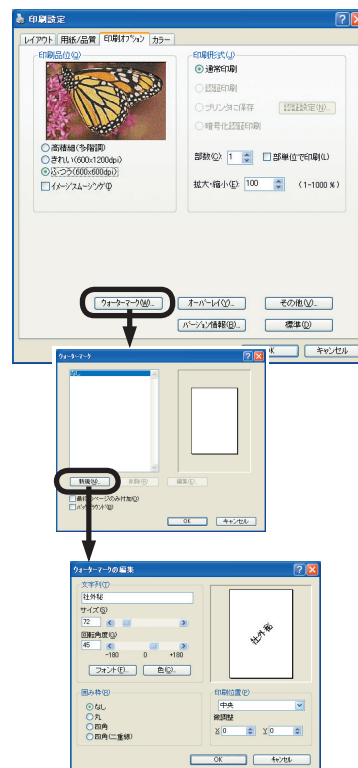 印刷設定
レイアウト 用紙/品質 印刷オプション カラー
印刷品位(Q)
高精細(多階調)
きれい(600x1200dpi)
ふつう(600x600dpi)
イメージスムージング(I)
印刷形式(J)
通常印刷
認証印刷
プリンタに保存 認証設定(N)...
暗号化認証印刷
部数(C): 1 部単位で印刷(L)
拡大・縮小(E): 100 (1-1000 %)
ウォーターマーク(W)... オーバーレイ(Y)... その他(V)...
バージョン情報(B)... 標準(D)
OK キャンセル
ウォーターマーク
なし
新規(N)... 削除(R) 編集(E)...
最初のページのみ付加(O)
バックグラウンド(B)
OK キャンセル
ウォーターマークの編集
文字列(T)
社外秘
サイズ(S)
72
回転角度(G)
45
-180 0 +180
フォント(F)... 色(C)...
社外秘
囲み枠(R)
なし
丸
四角
四角(二重線)
印刷位置(P)
中央
微調整
X 0 Y 0
OK キャンセル